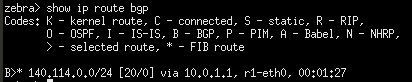 zebra> show ip route bgp
Codes: K - kernel route, C - connected, S - static, R - RIP,
O - OSPF, I - IS-IS, B - BGP, P - PIM, A - Babel, N - NHRP,
> - selected route, * - FIB route
B>* 140.114.0.0/24 [20/0] via 10.0.1.1, r1-eth0, 00:01:27